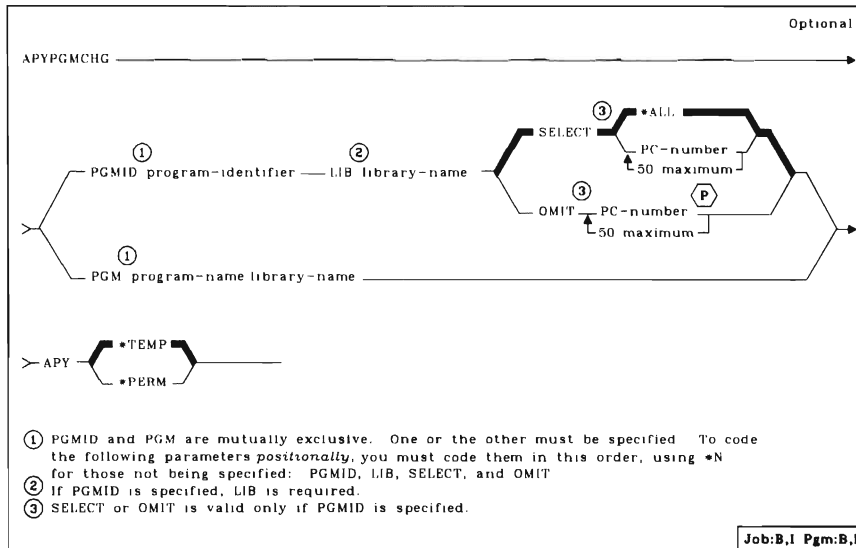 Optional
APYPGMCHG
③ *ALL
SELECT
PC-number
50 maximum
① PGMID program-identifier ② LIB library-name
③ OMIT PC-number P
50 maximum
① PGM program-name library-name
APY *TEMP
*PERM
① PGMID and PGM are mutually exclusive. One or the other must be specified To code
the following parameters positionally, you must code them in this order, using *N
for those not being specified: PGMID, LIB, SELECT, and OMIT
② If PGMID is specified, LIB is required.
③ SELECT or OMIT is valid only if PGMID is specified.
Job:B,I Pgm:B,I